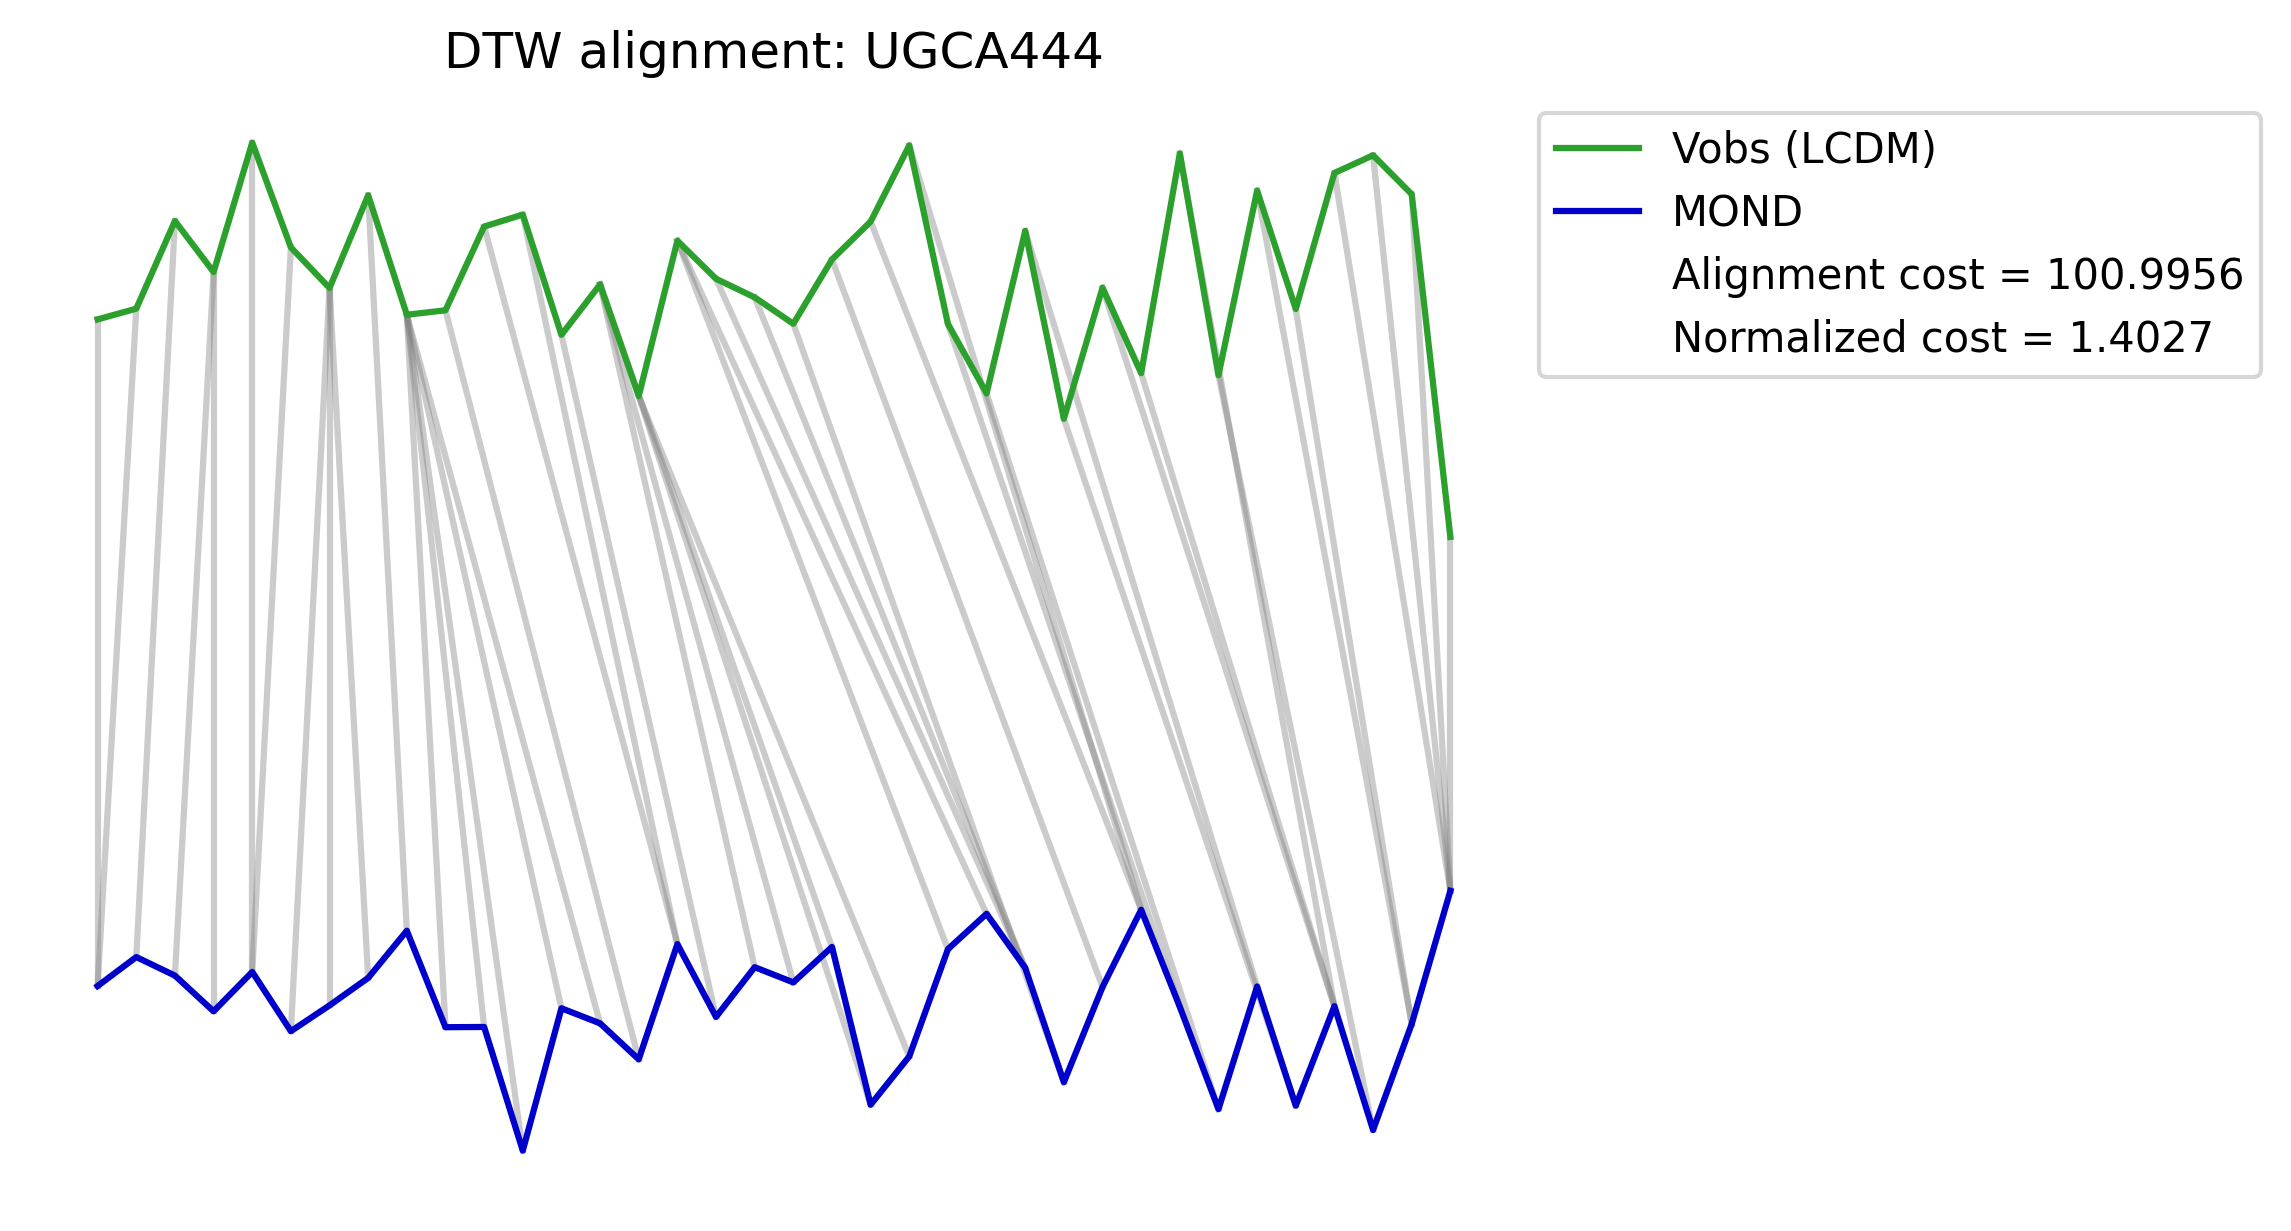 DTW alignment: UGCA444
Vobs (LCDM)
MOND
Alignment cost = 100.9956
Normalized cost = 1.4027